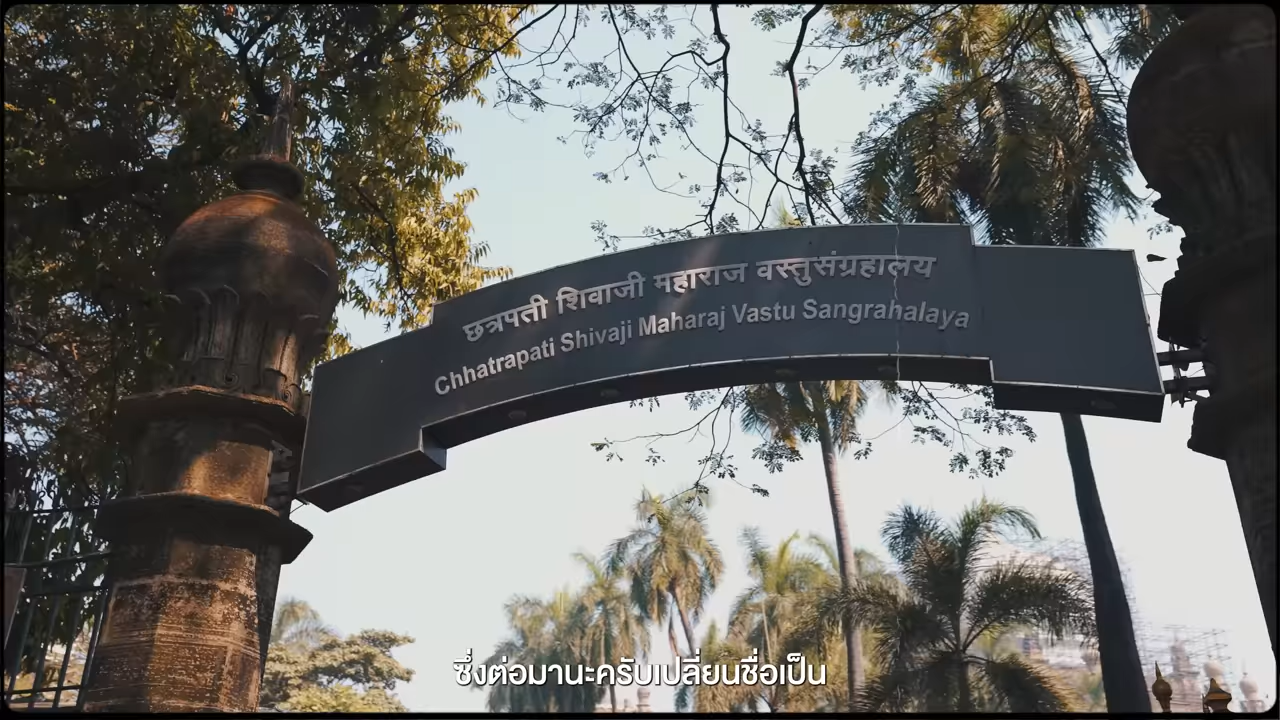 छत्रपती शिवाजी महाराज वस्तुसंग्रहालय
Chhatrapati Shivaji Maharaj Vastu Sangrahalaya
ซึ่งต่อมานะครับเปลี่ยนชื่อเป็น